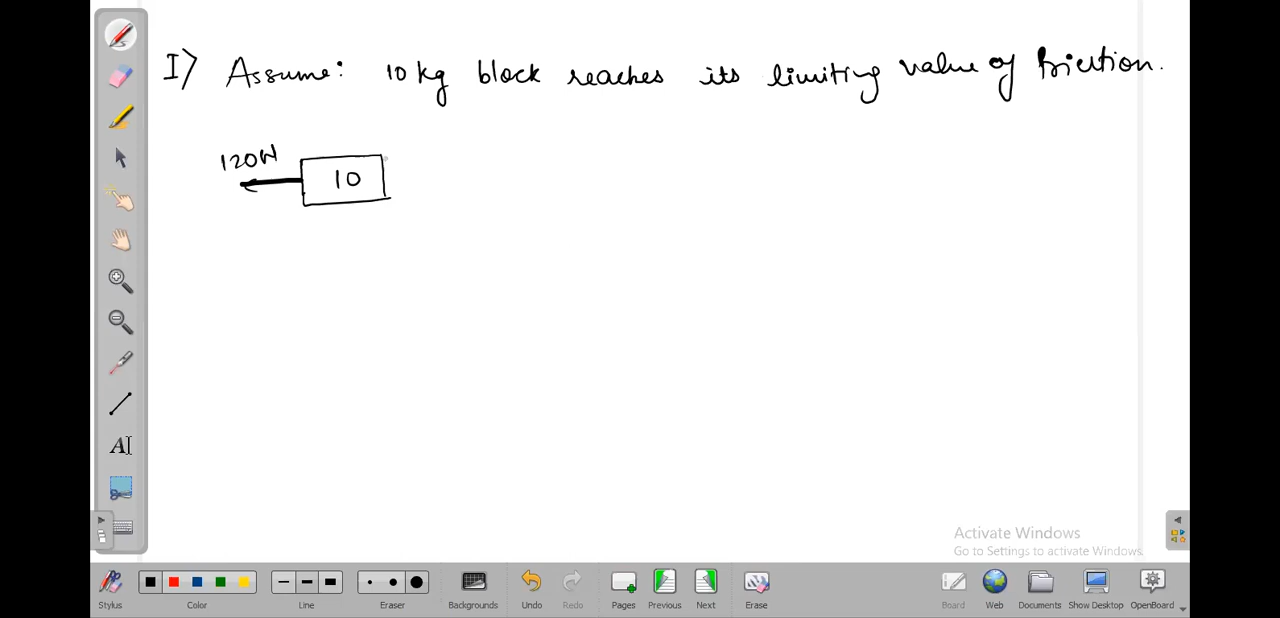 I) Assume: 10 kg block reaches its limiting value of friction.
120N
10
A
Activate Windows
Go to Settings to activate Windows.
Stylus
Color
Line
Eraser
Backgrounds
Undo
Redo
Pages
Previous
Next
Erase
Board
Web
Documents
Show Desktop
OpenBoard